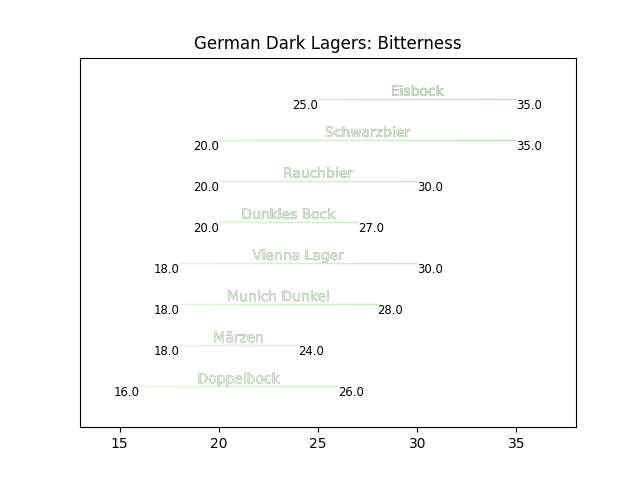 German Dark Lagers: Bitterness
Eisbock
25.0 35.0
Schwarzbier
20.0 35.0
Rauchbier
20.0 30.0
Dunkles Bock
20.0 27.0
Vienna Lager
18.0 30.0
Munich Dunkel
18.0 28.0
Märzen
18.0 24.0
Doppelbock
16.0 26.0
15 20 25 30 35